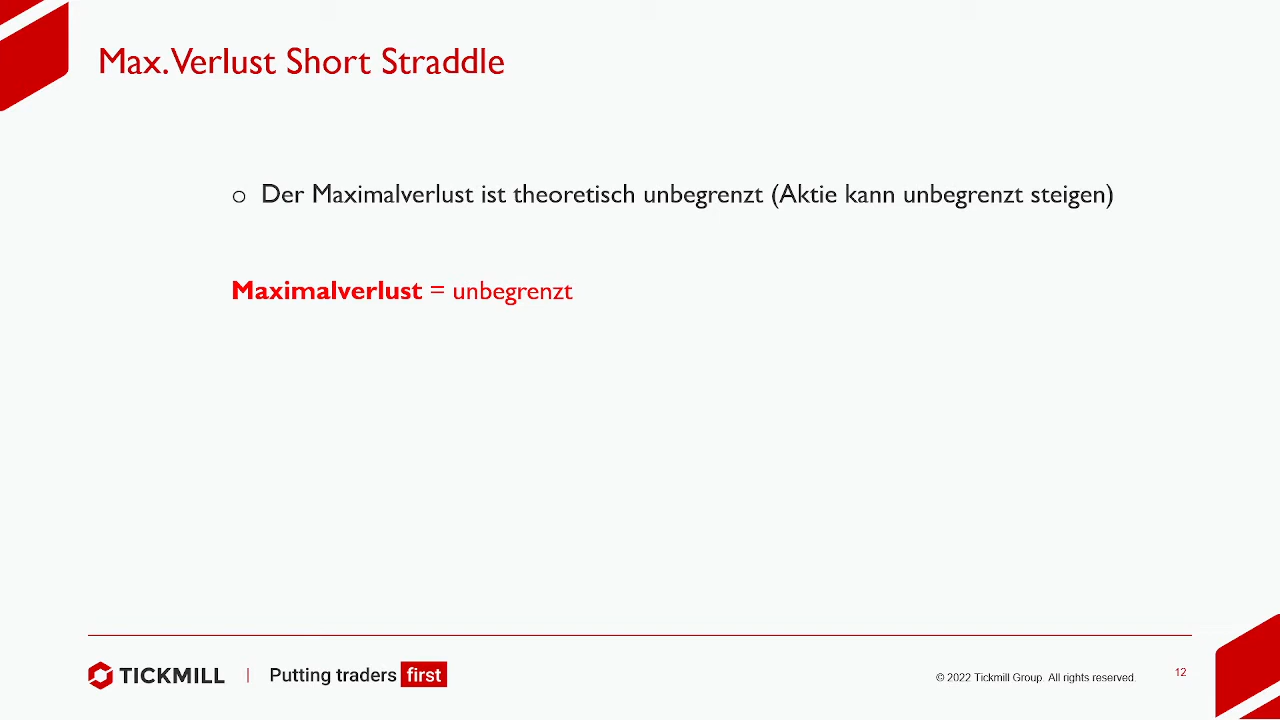 Max. Verlust Short Straddle
o Der Maximalverlust ist theoretisch unbegrenzt (Aktie kann unbegrenzt steigen)
Maximalverlust = unbegrenzt
TICKMILL | Putting traders first
© 2022 Tickmill Group. All rights reserved.
12